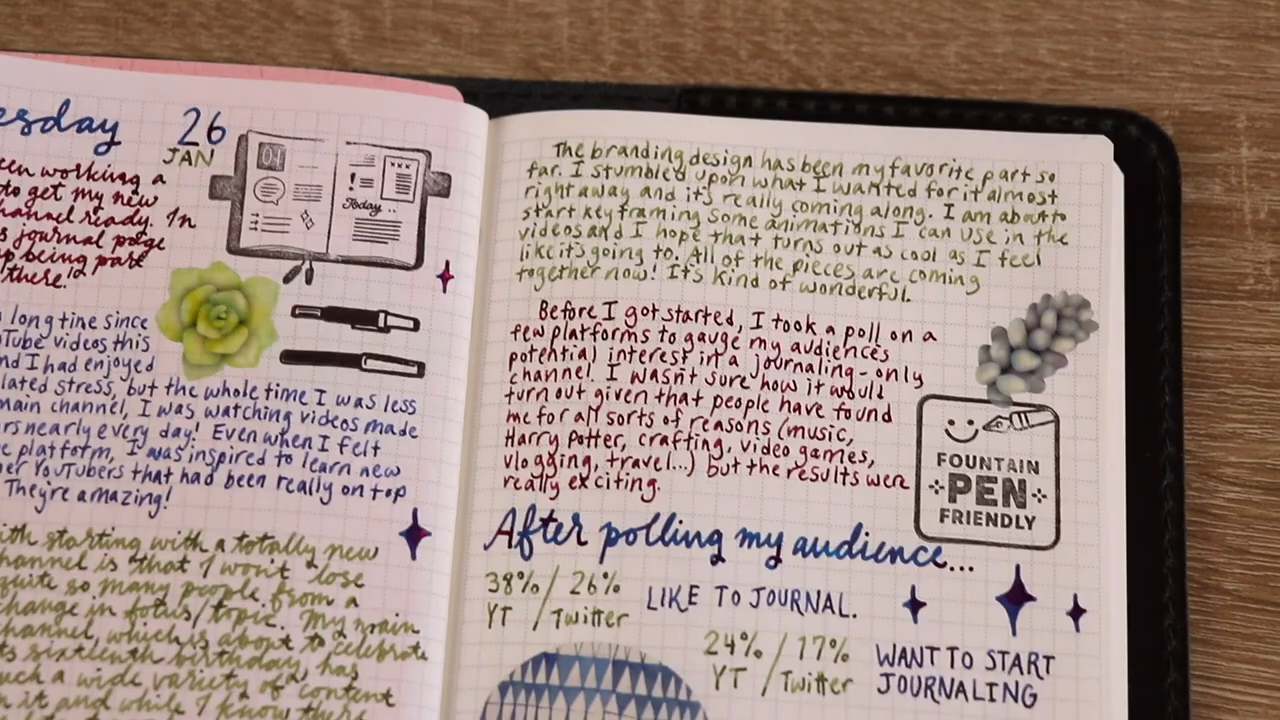 esday 26
JAN
een working a
to get my new
hannel ready. In
s journal page
p being part
there!
01
Today..
long time since
Tube videos this
nd I had enjoyed
lated stress, but the whole time I was less
main channel, I was watching videos made
rs nearly every day! Even when I felt
e platform, I was inspired to learn new
er YouTubers that had been really on top
They're amazing!
ith starting with a totally new
hannel is that I won't lose
quite so many people from a
change in focus/topic. My main
hannel, which is about to celebrate
ts sixteenth birthday, has
uch a wide variety of content
n it and while I know there
The branding design has been my favorite part so
far. I stumbled upon what I wanted for it almost
right away and it's really coming along. I am about to
start keyframing some animations I can use in the
videos and I hope that turns out as cool as I feel
like it's going to. All of the pieces are coming
together now! It's kind of wonderful.
Before I got started, I took a poll on a
few platforms to gauge my audiences
potential interest in a journaling-only
channel. I wasn't sure how it would
turn out given that people have found
me for all sorts of reasons (music,
Harry Potter, crafting, video games,
vlogging, travel...) but the results were
really exciting.
FOUNTAIN
PEN
FRIENDLY
After polling my audience...
38% / 26% LIKE TO JOURNAL.
YT / Twitter
24% / 17% WANT TO START
YT / Twitter JOURNALING